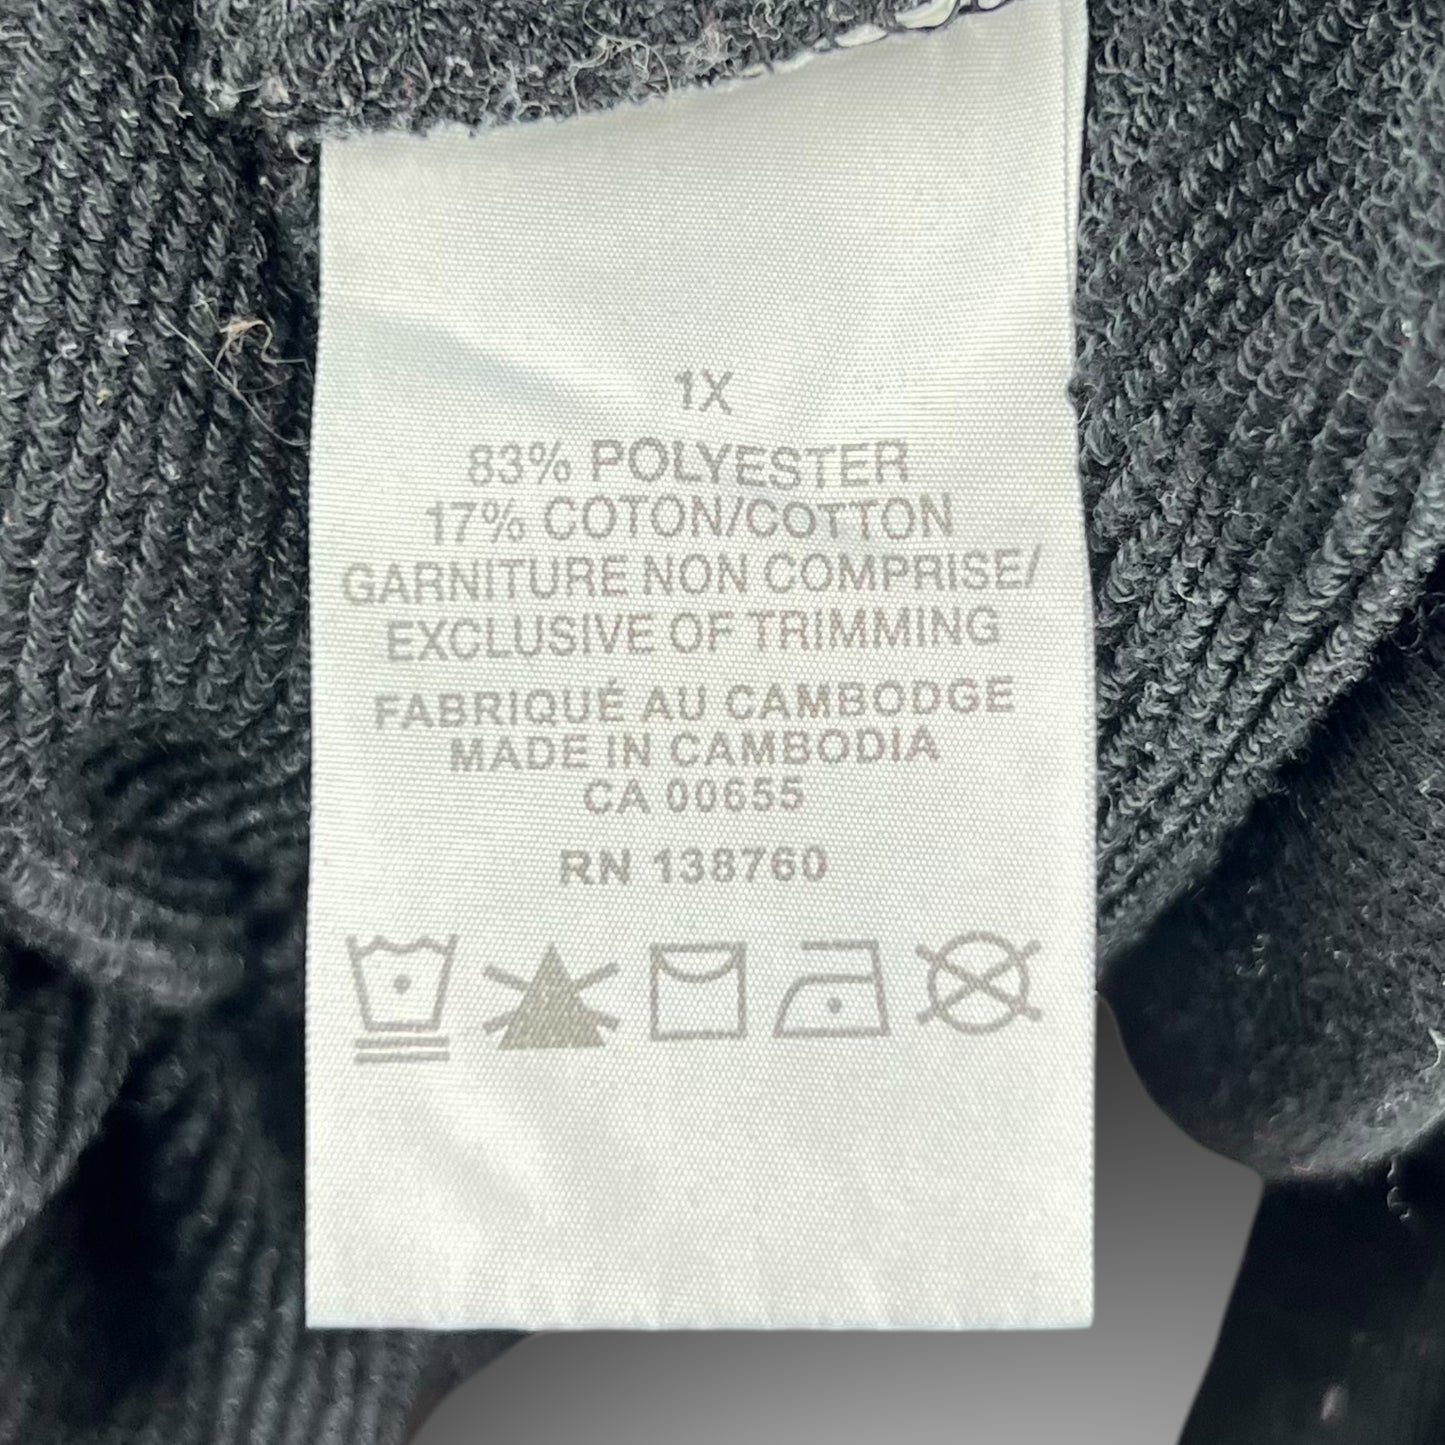 1X
83% POLYESTER
17% COTON/COTTON
GARNITURE NON COMPRISE/
EXCLUSIVE OF TRIMMING
FABRIQUÉ AU CAMBODGE
MADE IN CAMBODIA
CA 00655
RN 138760